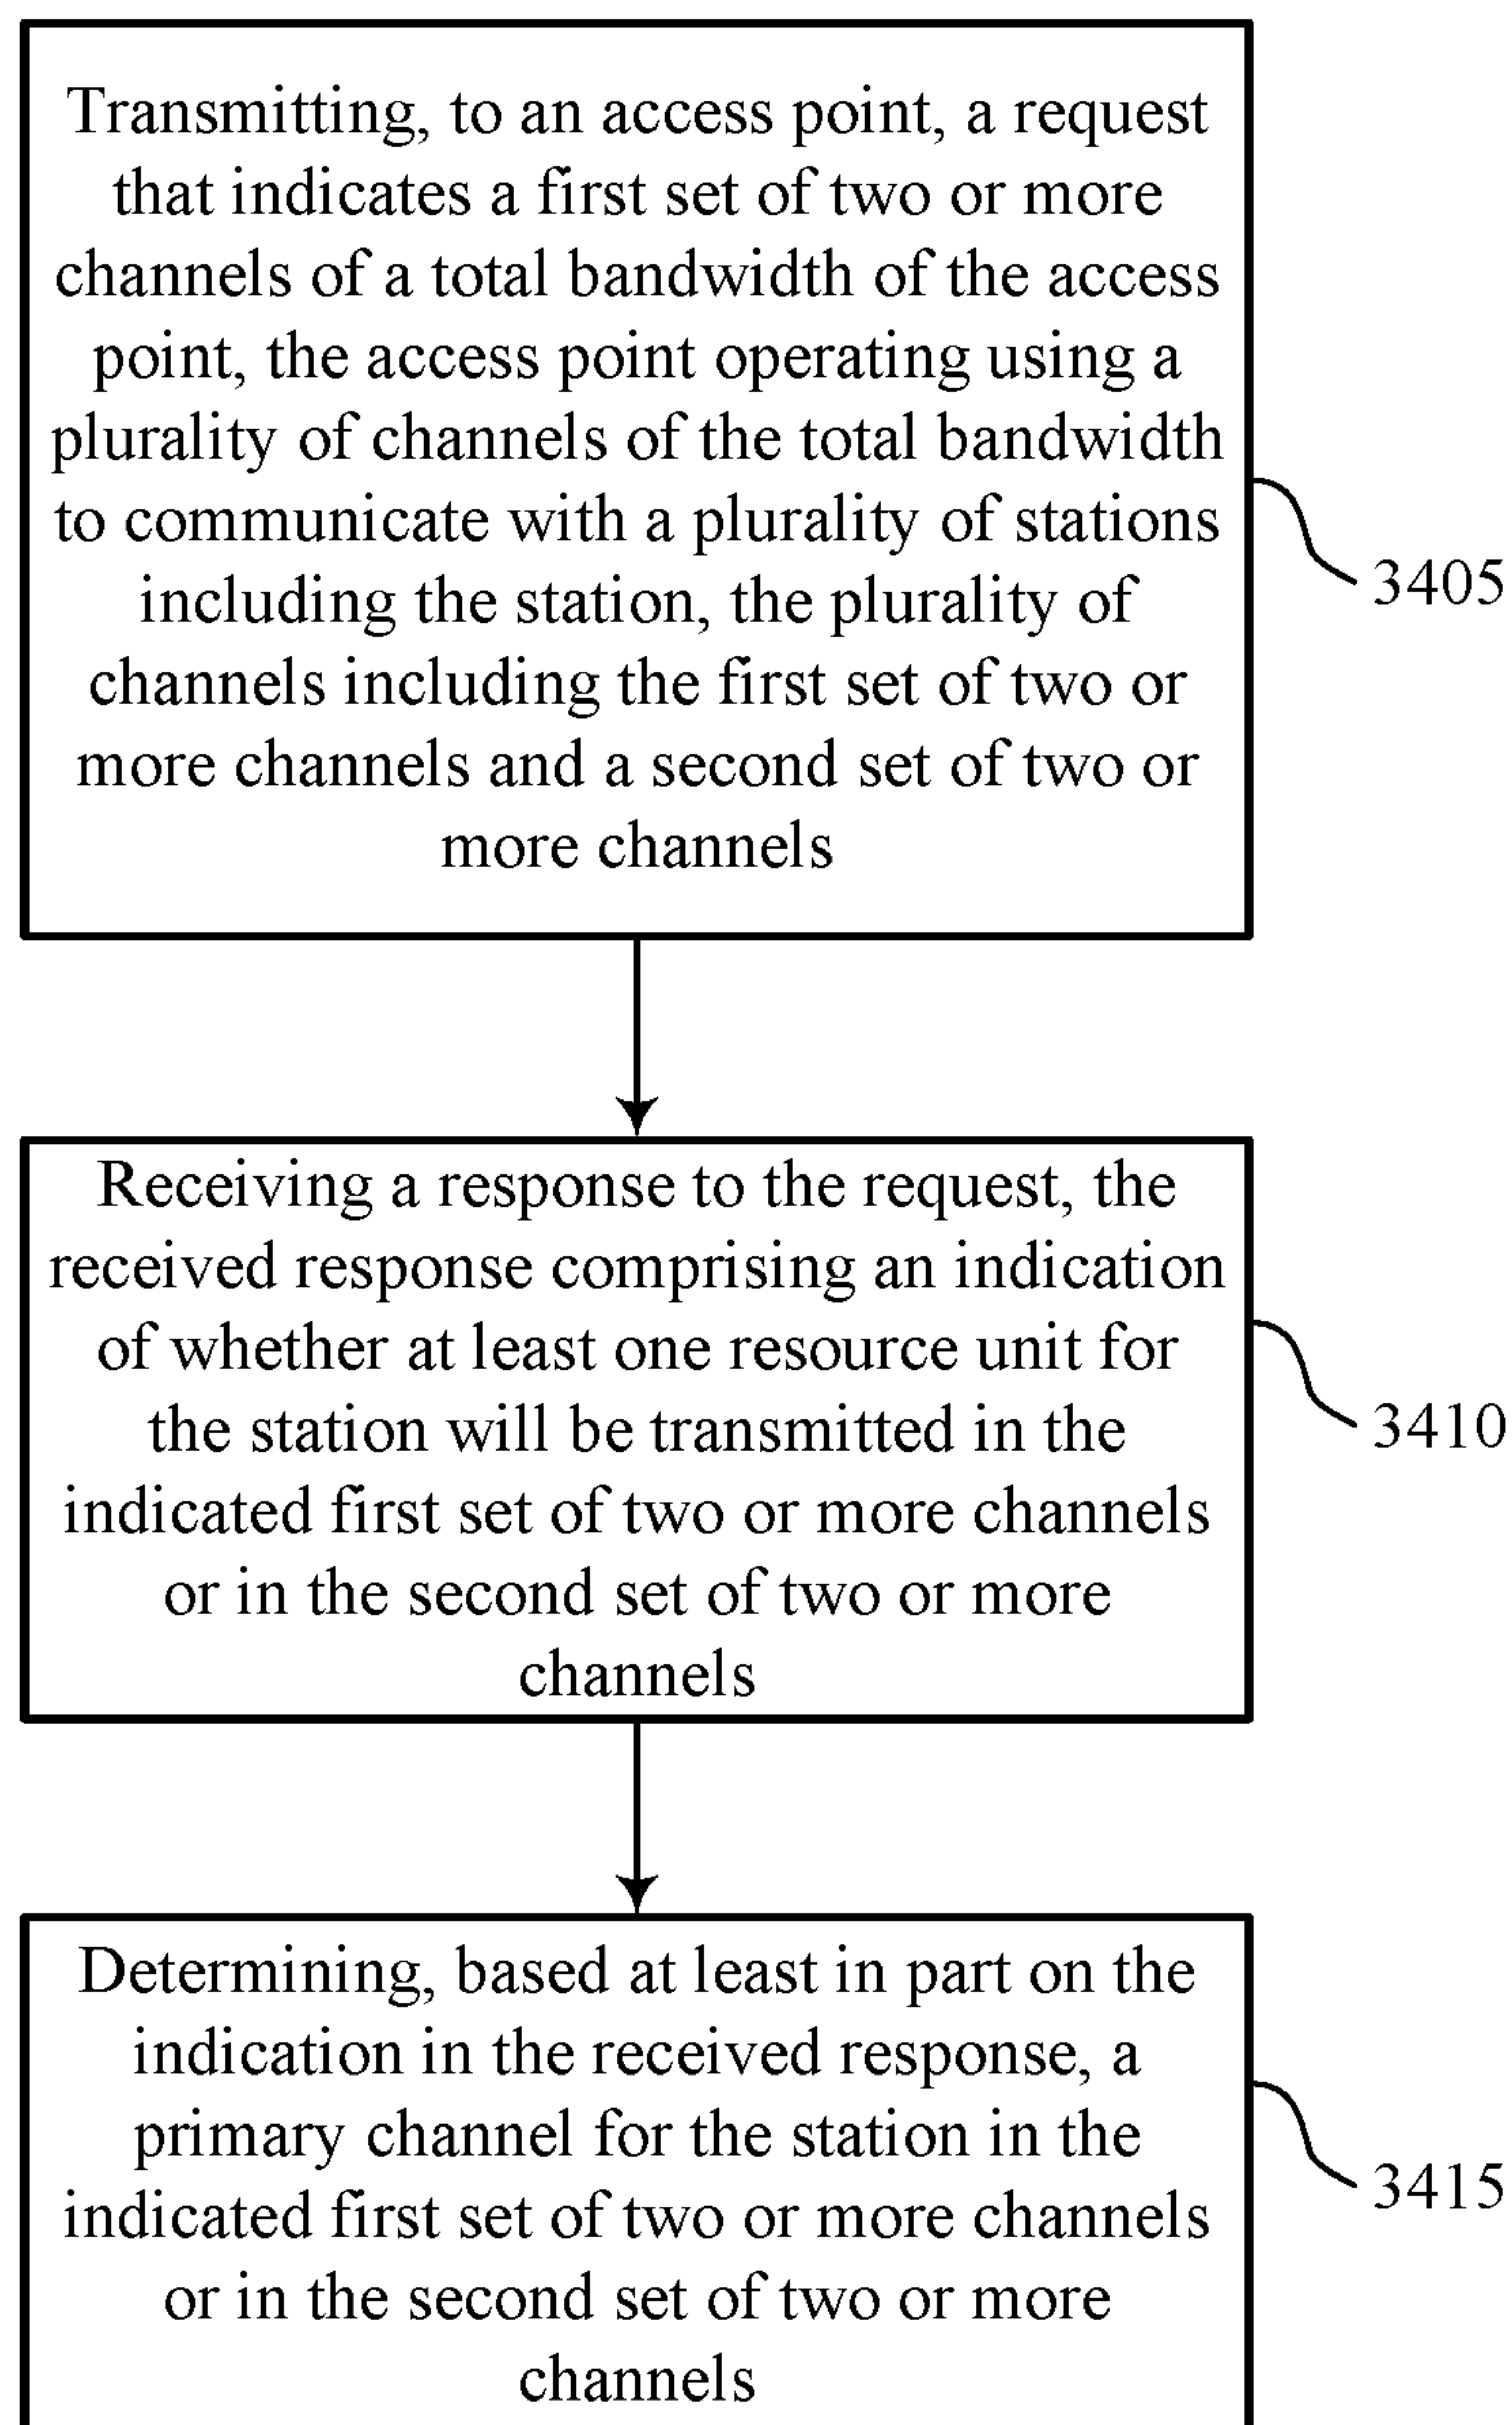 Transmitting, to an access point, a request
that indicates a first set of two or more
channels of a total bandwidth of the access
point, the access point operating using a
plurality of channels of the total bandwidth
to communicate with a plurality of stations
including the station, the plurality of
channels including the first set of two or
more channels and a second set of two or
more channels
3405
Receiving a response to the request, the
received response comprising an indication
of whether at least one resource unit for
the station will be transmitted in the
indicated first set of two or more channels
or in the second set of two or more
channels
3410
Determining, based at least in part on the
indication in the received response, a
primary channel for the station in the
indicated first set of two or more channels
or in the second set of two or more
channels
3415